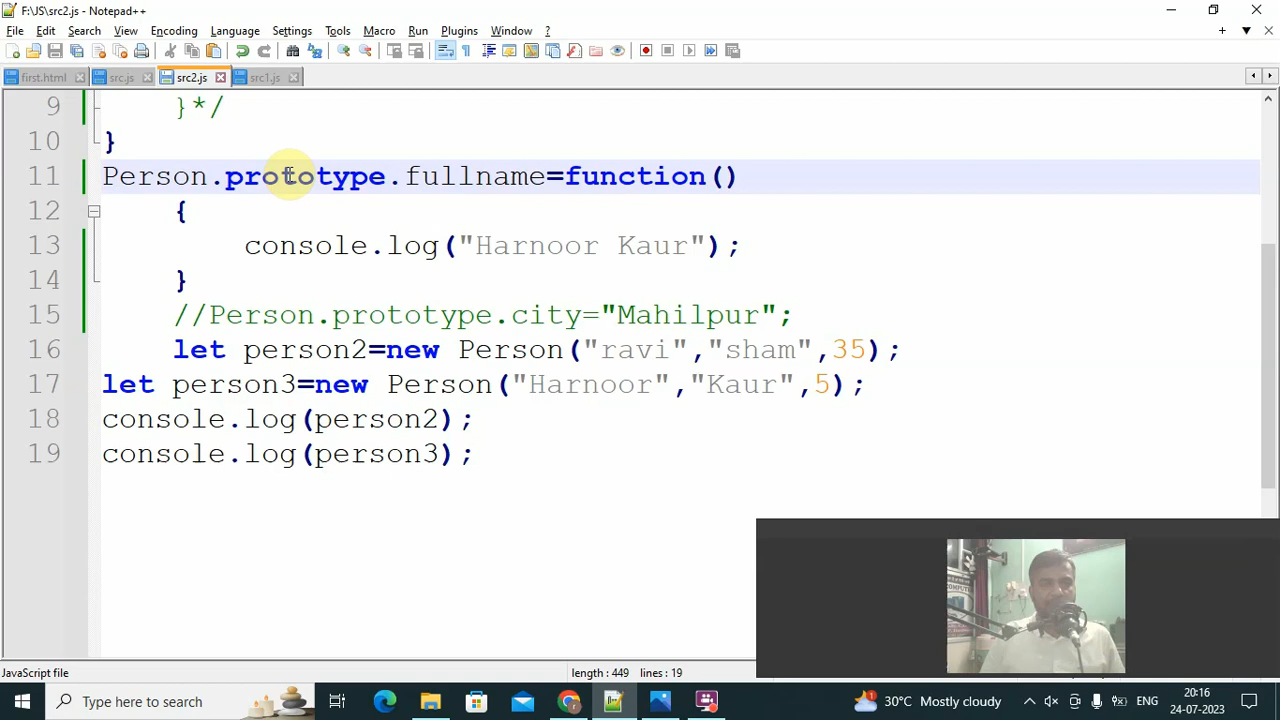 F:\JS\src2.js - Notepad++
File Edit Search View Encoding Language Settings Tools Macro Run Plugins Window ?
first.html src.js src2.js src1.js
9 }*/
10 }
11 Person.prototype.fullname=function()
12 {
13 console.log("Harnoor Kaur");
14 }
15 //Person.prototype.city="Mahilpur";
16 let person2=new Person("ravi","sham",35);
17 let person3=new Person("Harnoor","Kaur",5);
18 console.log(person2);
19 console.log(person3);
JavaScript file length : 449 lines : 19
Type here to search 30°C Mostly cloudy ENG 20:16
24-07-2023